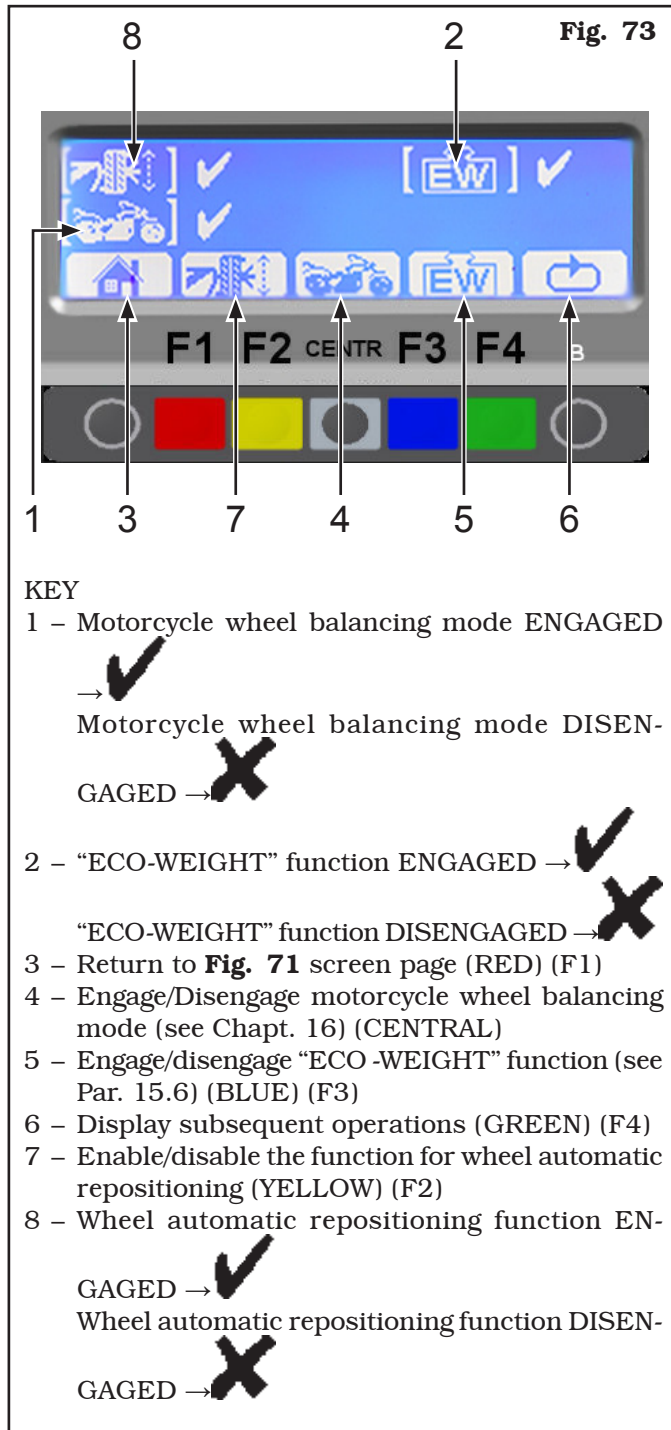 Fig. 73
8 2
[ ] ✔ [ EW ] ✔
[ ] ✔
EW
F1 F2 CENTR F3 F4 B
1 3 7 4 5 6
KEY
1 – Motorcycle wheel balancing mode ENGAGED
→✔
Motorcycle wheel balancing mode DISEN-
GAGED →✘
2 – “ECO-WEIGHT” function ENGAGED →✔
“ECO-WEIGHT” function DISENGAGED →✘
3 – Return to Fig. 71 screen page (RED) (F1)
4 – Engage/Disengage motorcycle wheel balancing
mode (see Chapt. 16) (CENTRAL)
5 – Engage/disengage “ECO -WEIGHT” function (see
Par. 15.6) (BLUE) (F3)
6 – Display subsequent operations (GREEN) (F4)
7 – Enable/disable the function for wheel automatic
repositioning (YELLOW) (F2)
8 – Wheel automatic repositioning function EN-
GAGED →✔
Wheel automatic repositioning function DISEN-
GAGED →✘